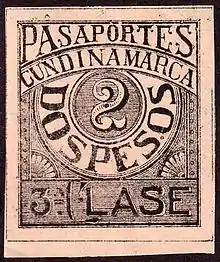 PASAPORTES
CUNDINAMARCA
2
DOS PESOS
3ª CLASE